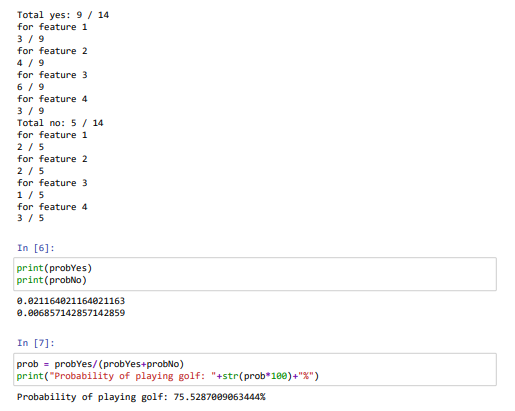 Total yes: 9 / 14
for feature 1
3 / 9
for feature 2
4 / 9
for feature 3
6 / 9
for feature 4
3 / 9
Total no: 5 / 14
for feature 1
2 / 5
for feature 2
2 / 5
for feature 3
1 / 5
for feature 4
3 / 5
In [6]:
print(probYes)
print(probNo)
0.021164021164021163
0.006857142857142859
In [7]:
prob = probYes/(probYes+probNo)
print("Probability of playing golf: "+str(prob*100)+"%")
Probability of playing golf: 75.5287009063444%